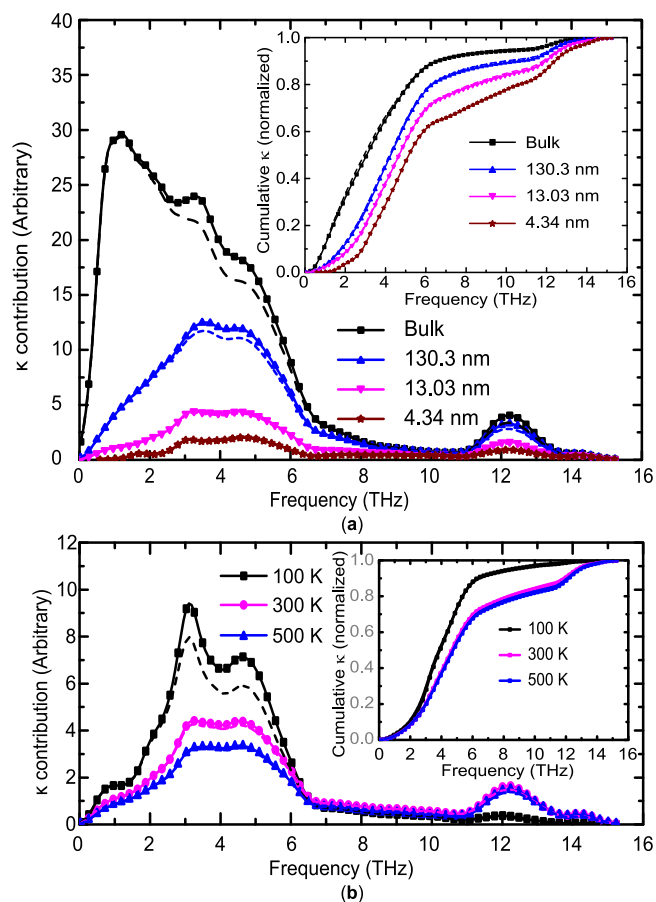 40
35
30
25
20
15
10
5
0
κ contribution (Arbitrary)
0 2 4 6 8 10 12 14 16
Frequency (THz)
Bulk
130.3 nm
13.03 nm
4.34 nm
1.0
0.8
0.6
0.4
0.2
0.0
Cumulative κ (normalized)
0 2 4 6 8 10 12 14 16
Frequency (THz)
Bulk
130.3 nm
13.03 nm
4.34 nm
(a)
12
10
8
6
4
2
0
κ contribution (Arbitrary)
0 2 4 6 8 10 12 14 16
Frequency (THz)
100 K
300 K
500 K
1.0
0.8
0.6
0.4
0.2
0.0
Cumulative κ (normalized)
0 2 4 6 8 10 12 14 16
Frequency (THz)
100 K
300 K
500 K
(b)